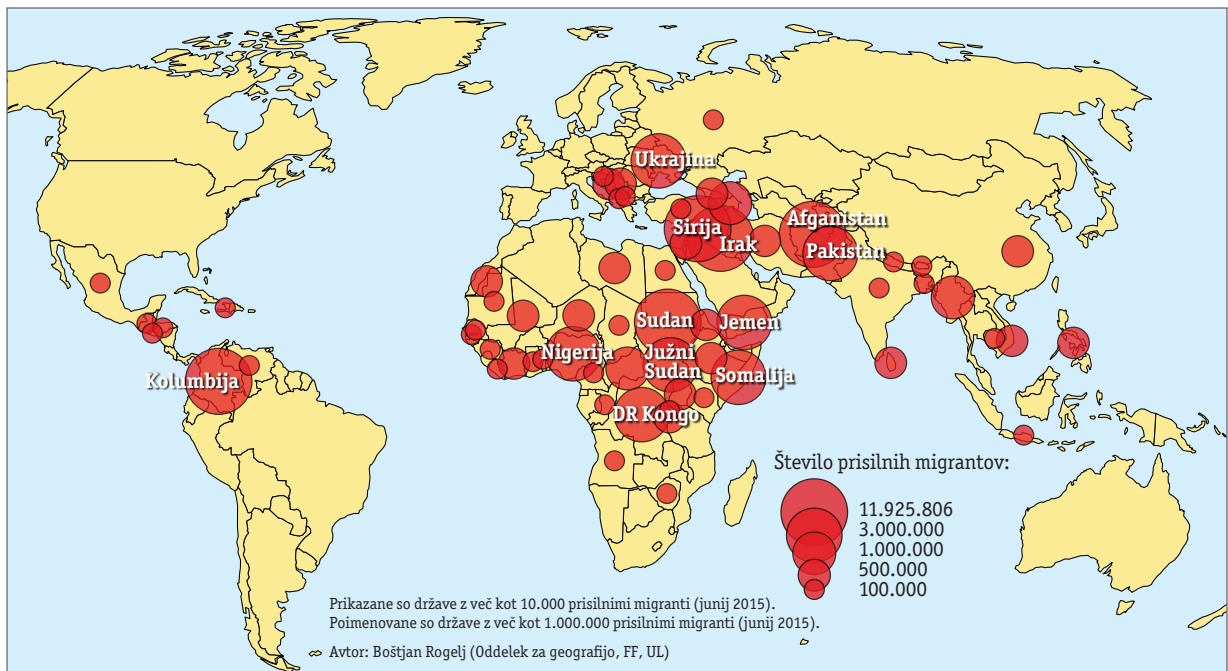 Ukrajina
Afganistan
Sirija
Irak
Pakistan
Sudan
Jemen
Nigerija
Južni
Sudan
Somalija
Kolumbija
DR Kongo
Število prisilnih migrantov:
11.925.806
3.000.000
1.000.000
500.000
100.000
Prikazane so države z več kot 10.000 prisilnimi migranti (junij 2015).
Poimenovane so države z več kot 1.000.000 prisilnimi migranti (junij 2015).
Avtor: Boštjan Rogelj (Oddelek za geografijo, FF, UL)